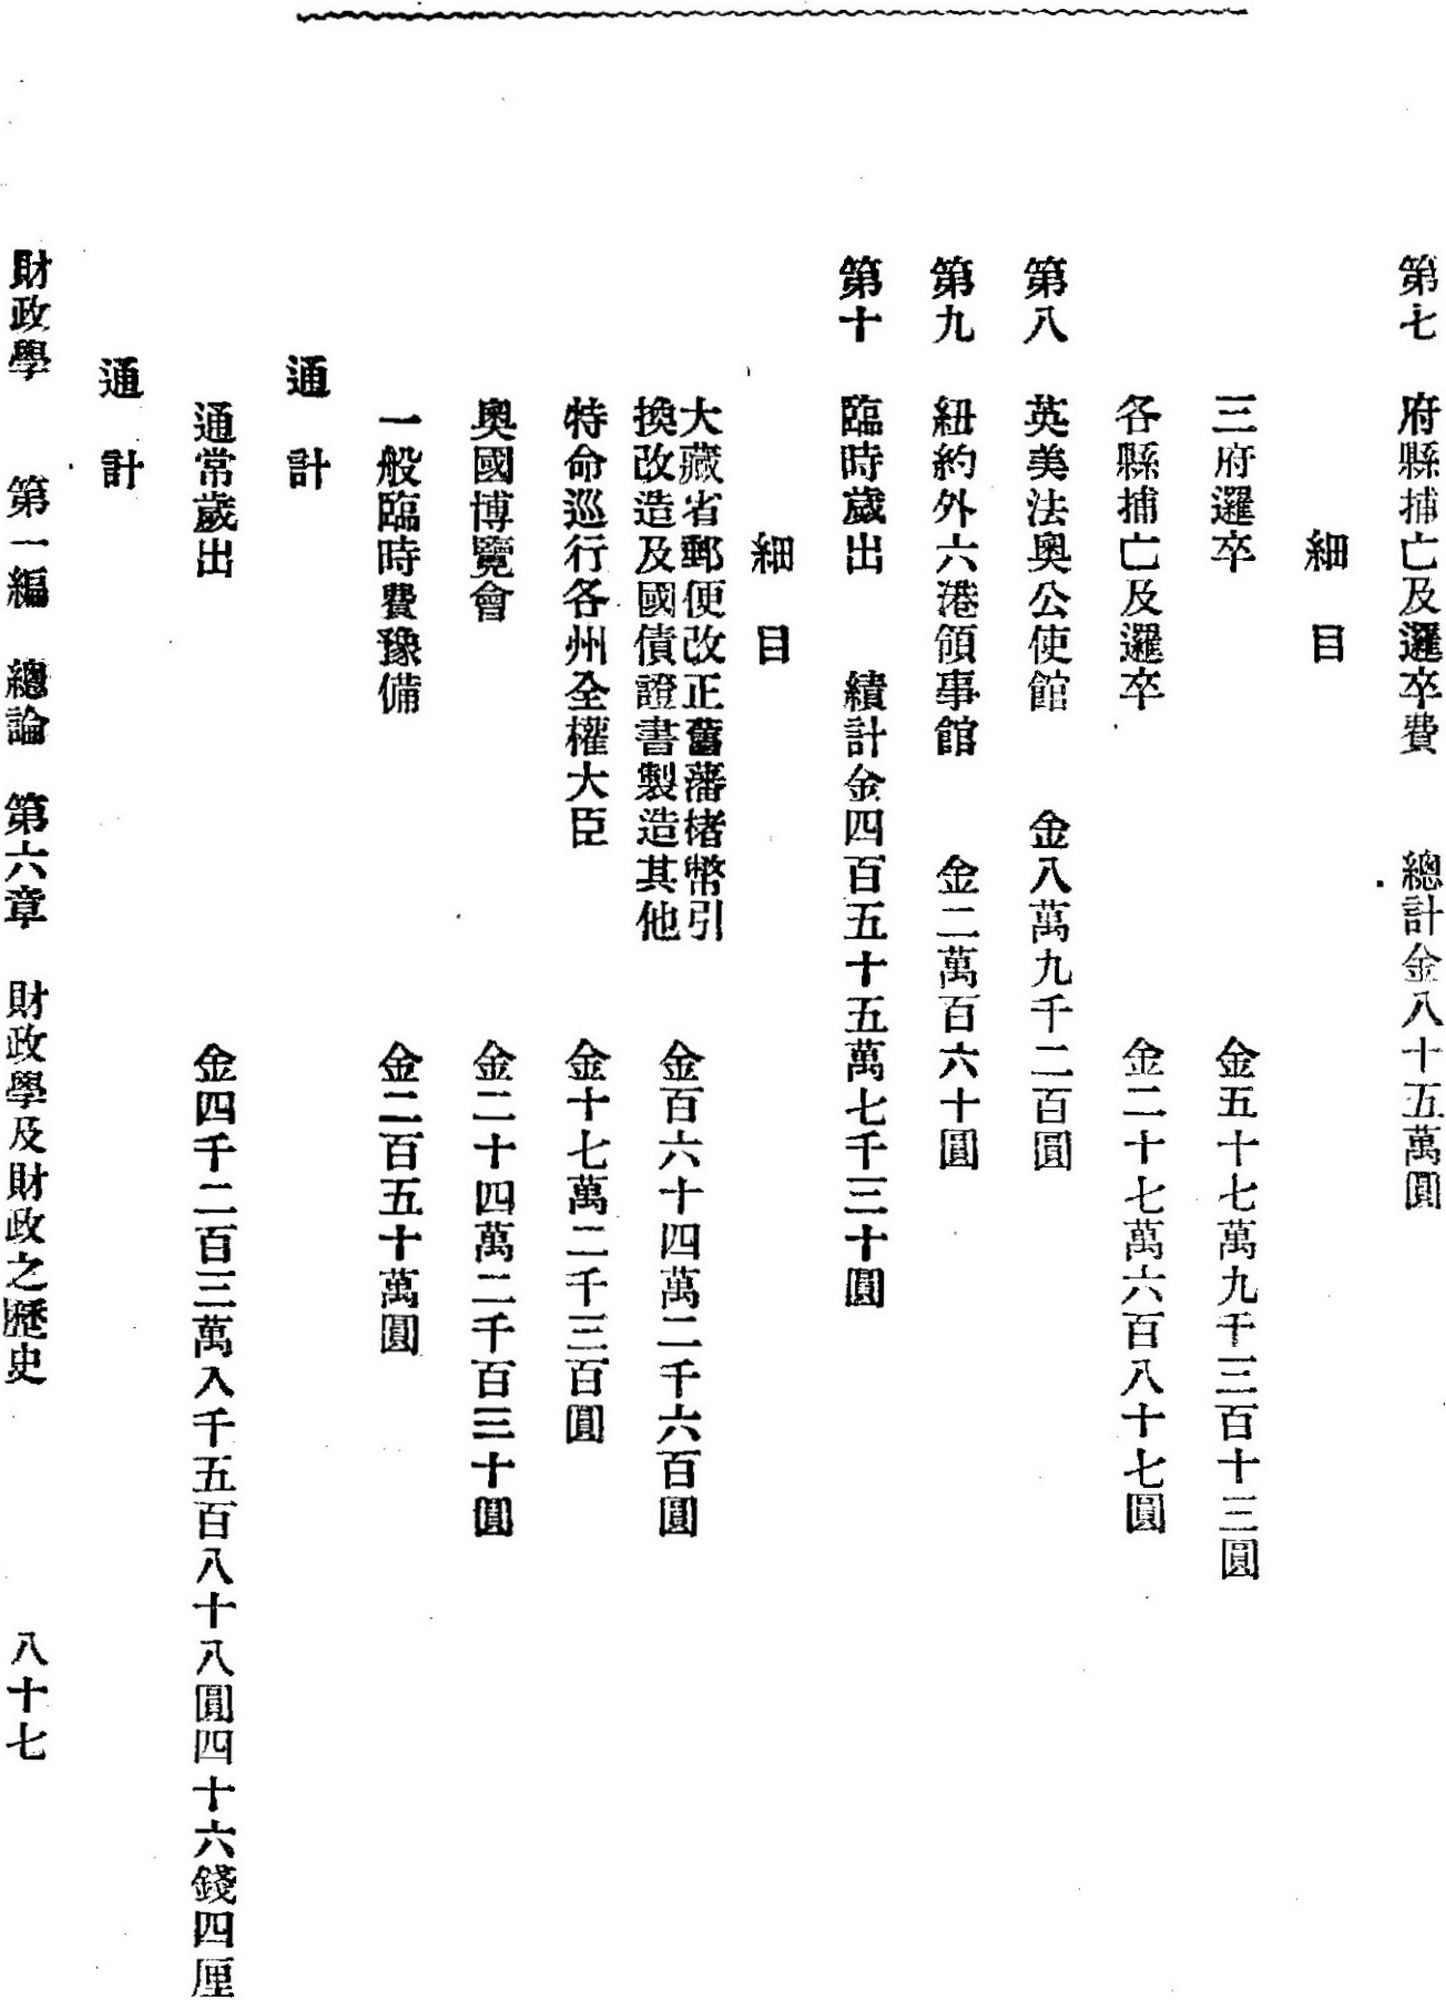 第七　府縣捕亡及邏卒費　總計金八十五萬圓
細目
三府邏卒　金五十七萬九千三百十三圓
各縣捕亡及邏卒　金二十七萬六百八十七圓
第八　英美法奧公使館　金八萬九千二百圓
第九　紐約外六港領事館　金二萬百六十圓
第十　臨時歲出　績計金四百五十五萬七千三十圓
細目
大藏省郵便改正舊藩楮幣引
換改造及國債證書製造其他　金百六十四萬二千六百圓
特命巡行各州全權大臣　金十七萬二千三百圓
奧國博覽會　金二十四萬二千百三十圓
一般臨時費豫備　金二百五十萬圓
通計
通常歲出　金四千二百三萬入千五百八十八圓四十六錢四厘
通計
財政學　第一編　總論　第六章　財政學及財政之歷史　八十七